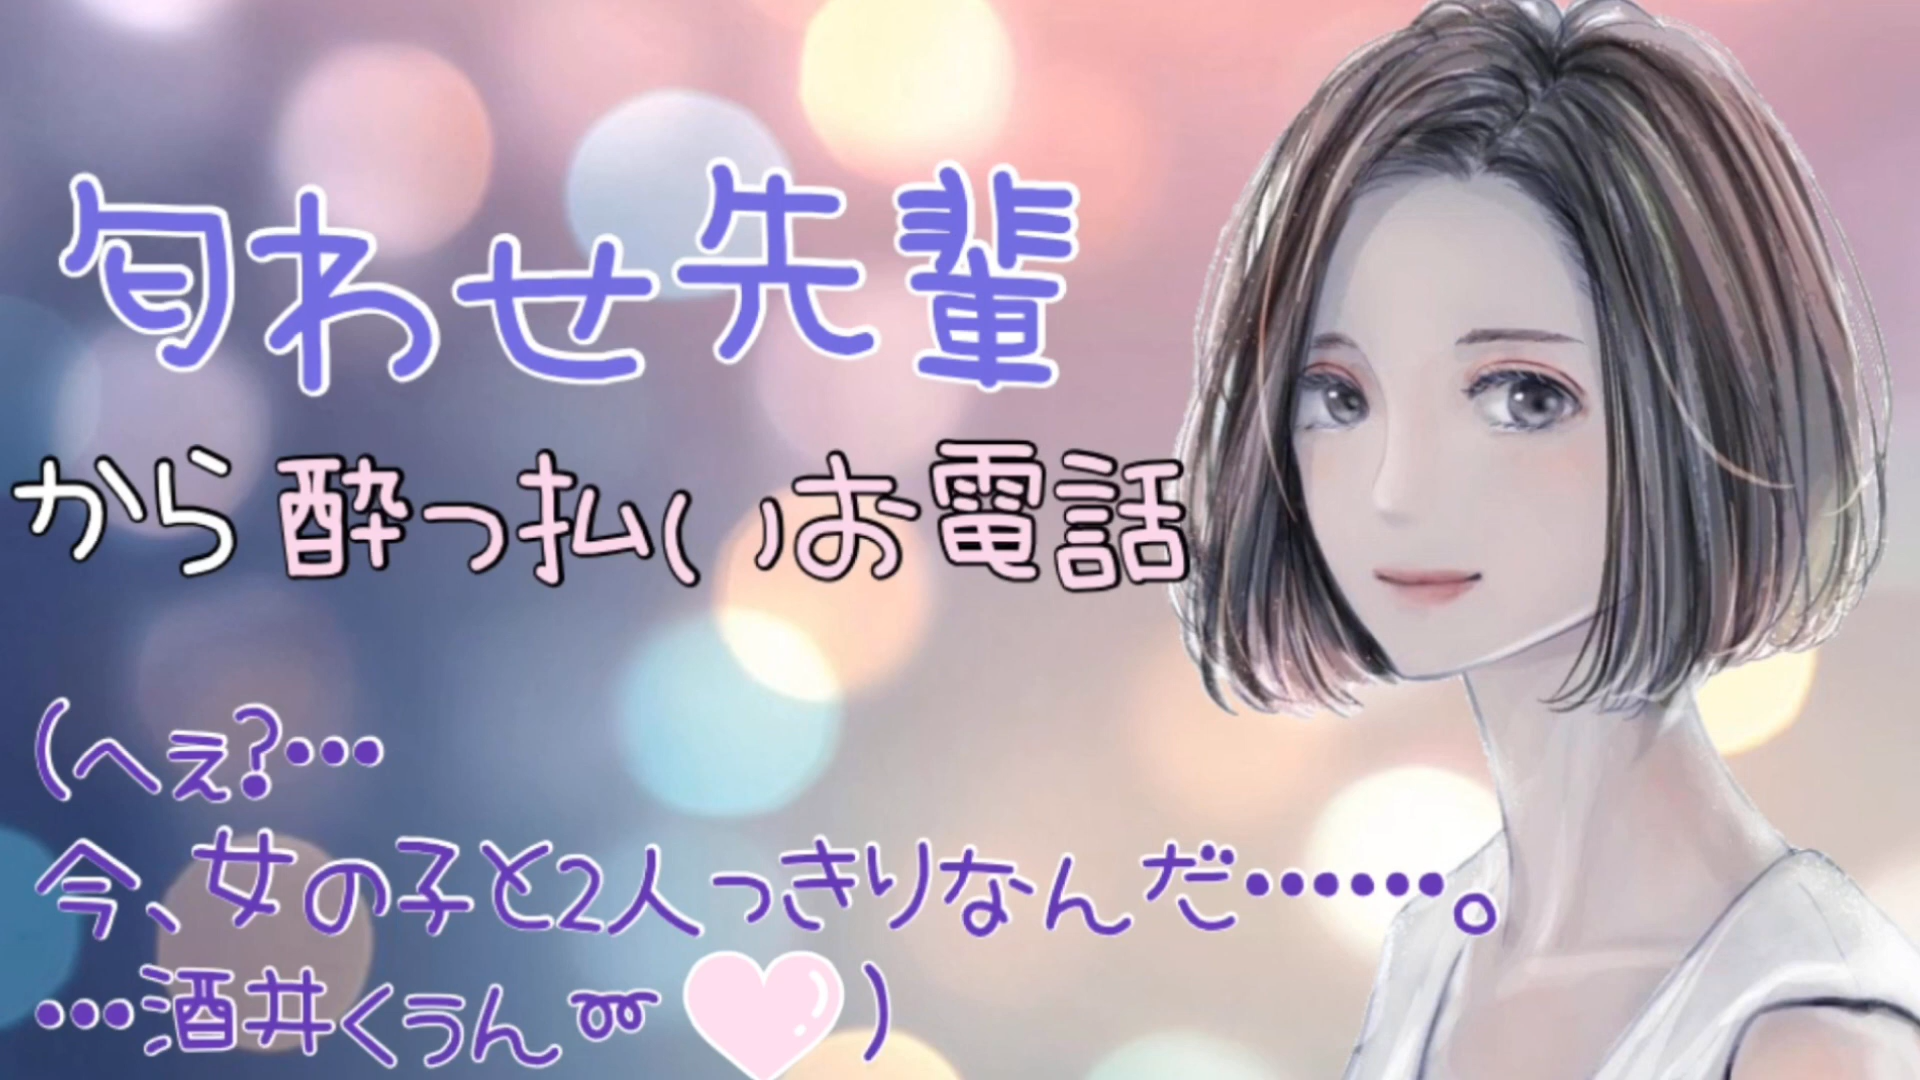 匂わせ先輩
から酔っ払いお電話
(へぇ?…
今、女の子と2人っきりなんだ……。
…酒井くぅん➿♥)